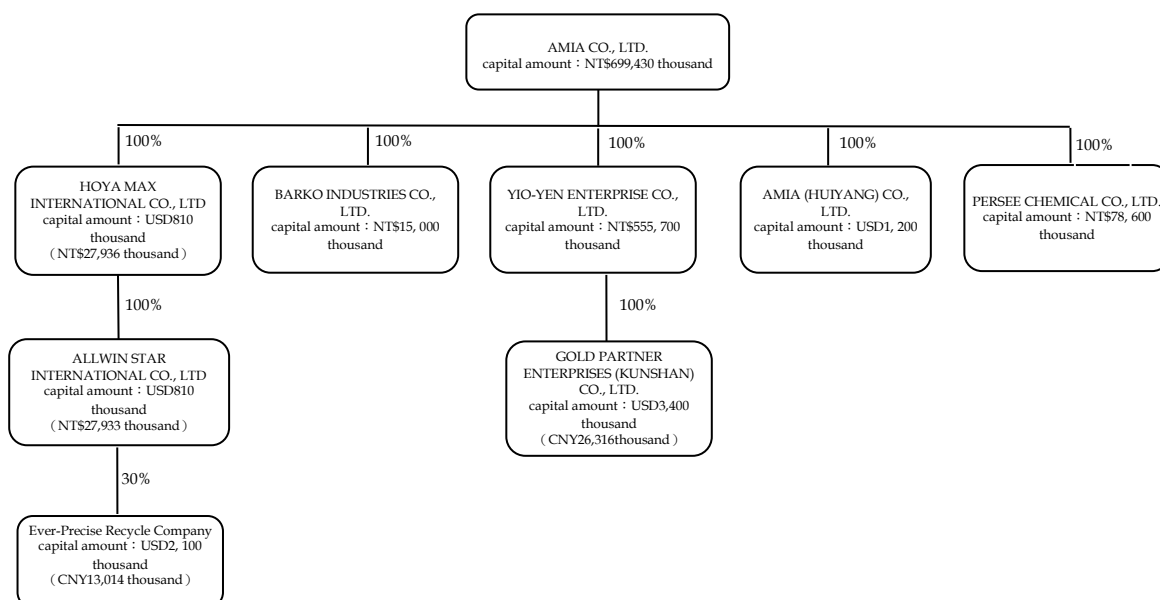 AMIA CO., LTD.
capital amount：NT$699,430 thousand
100%
100%
100%
100%
100%
HOYA MAX
INTERNATIONAL CO., LTD
capital amount：USD810
thousand
（NT$27,936 thousand）
BARKO INDUSTRIES CO.,
LTD.
capital amount：NT$15, 000
thousand
YIO-YEN ENTERPRISE CO.,
LTD.
capital amount：NT$555, 700
thousand
AMIA (HUIYANG) CO.,
LTD.
capital amount：USD1, 200
thousand
PERSEE CHEMICAL CO., LTD.
capital amount：NT$78, 600
thousand
100%
100%
ALLWIN STAR
INTERNATIONAL CO., LTD
capital amount：USD810
thousand
（NT$27,933 thousand）
GOLD PARTNER
ENTERPRISES (KUNSHAN)
CO., LTD.
capital amount：USD3,400
thousand
（CNY26,316thousand）
30%
Ever-Precise Recycle Company
capital amount：USD2, 100
thousand
（CNY13,014 thousand）